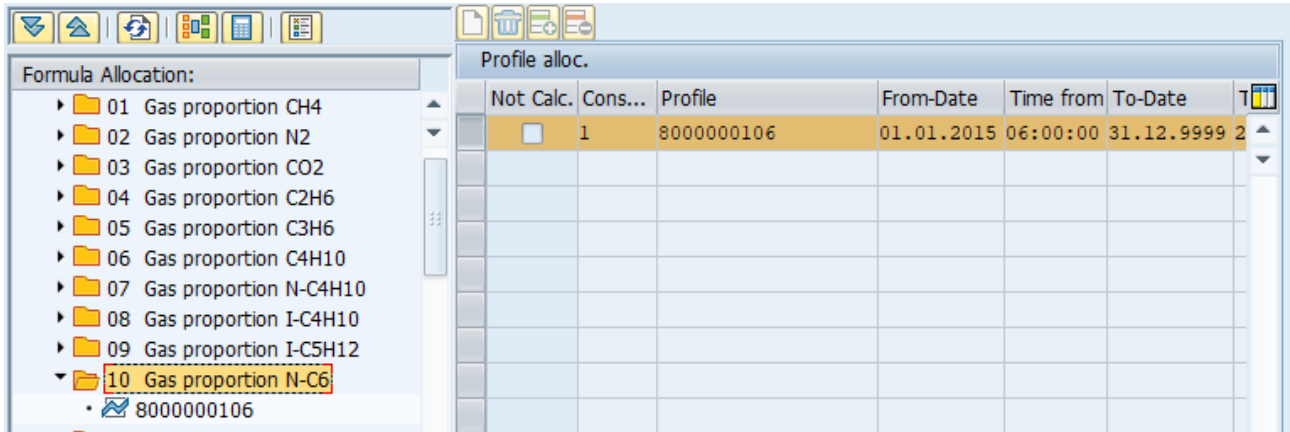 Formula Allocation:
01 Gas proportion CH4
02 Gas proportion N2
03 Gas proportion CO2
04 Gas proportion C2H6
05 Gas proportion C3H6
06 Gas proportion C4H10
07 Gas proportion N-C4H10
08 Gas proportion I-C4H10
09 Gas proportion I-C5H12
10 Gas proportion N-C6
8000000106
Profile alloc.
Not Calc. Cons... Profile From-Date Time from To-Date T
1 8000000106 01.01.2015 06:00:00 31.12.9999 2